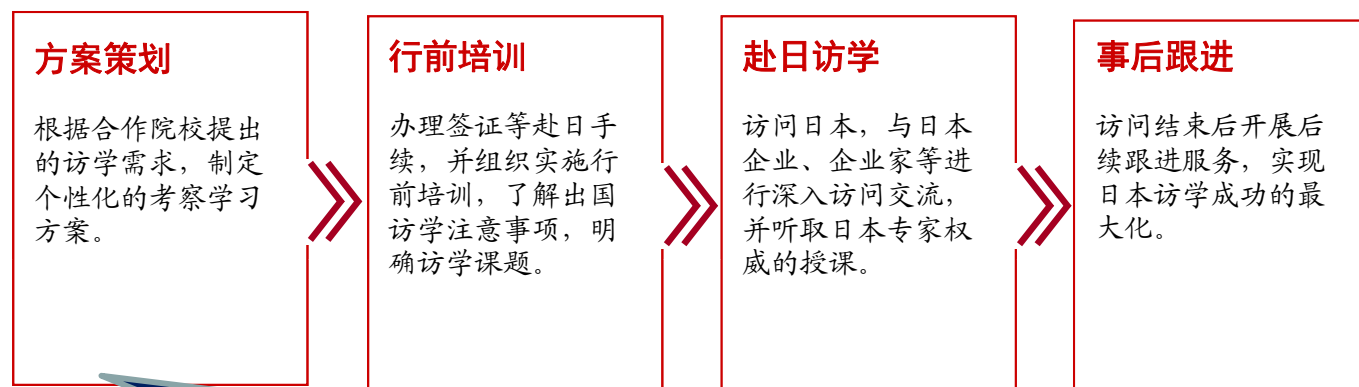 方案策划
根据合作院校提出
的访学需求，制定
个性化的考察学习
方案。
行前培训
办理签证等赴日手
续，并组织实施行
前培训，了解出国
访学注意事项，明
确访学课题。
赴日访学
访问日本，与日本
企业、企业家等进
行深入访问交流，
并听取日本专家权
威的授课。
事后跟进
访问结束后开展后
续跟进服务，实现
日本访学成功的最
大化。